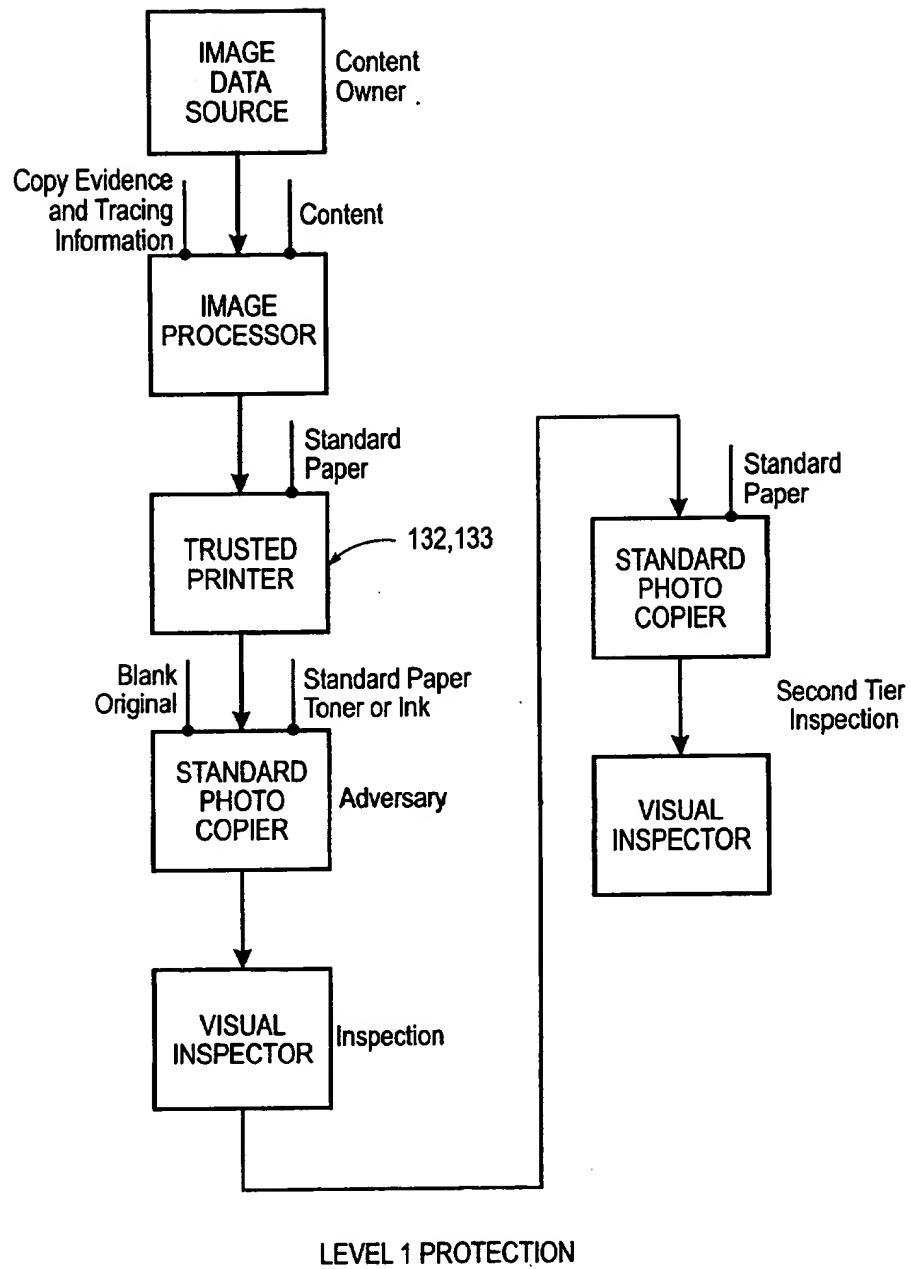 IMAGE
DATA
SOURCE
Content
Owner
Copy Evidence
and Tracing
Information
Content
IMAGE
PROCESSOR
Standard
Paper
TRUSTED
PRINTER
132,133
Blank
Original
Standard Paper
Toner or Ink
STANDARD
PHOTO
COPIER
Adversary
VISUAL
INSPECTOR
Inspection
Standard
Paper
STANDARD
PHOTO
COPIER
Second Tier
Inspection
VISUAL
INSPECTOR
LEVEL 1 PROTECTION